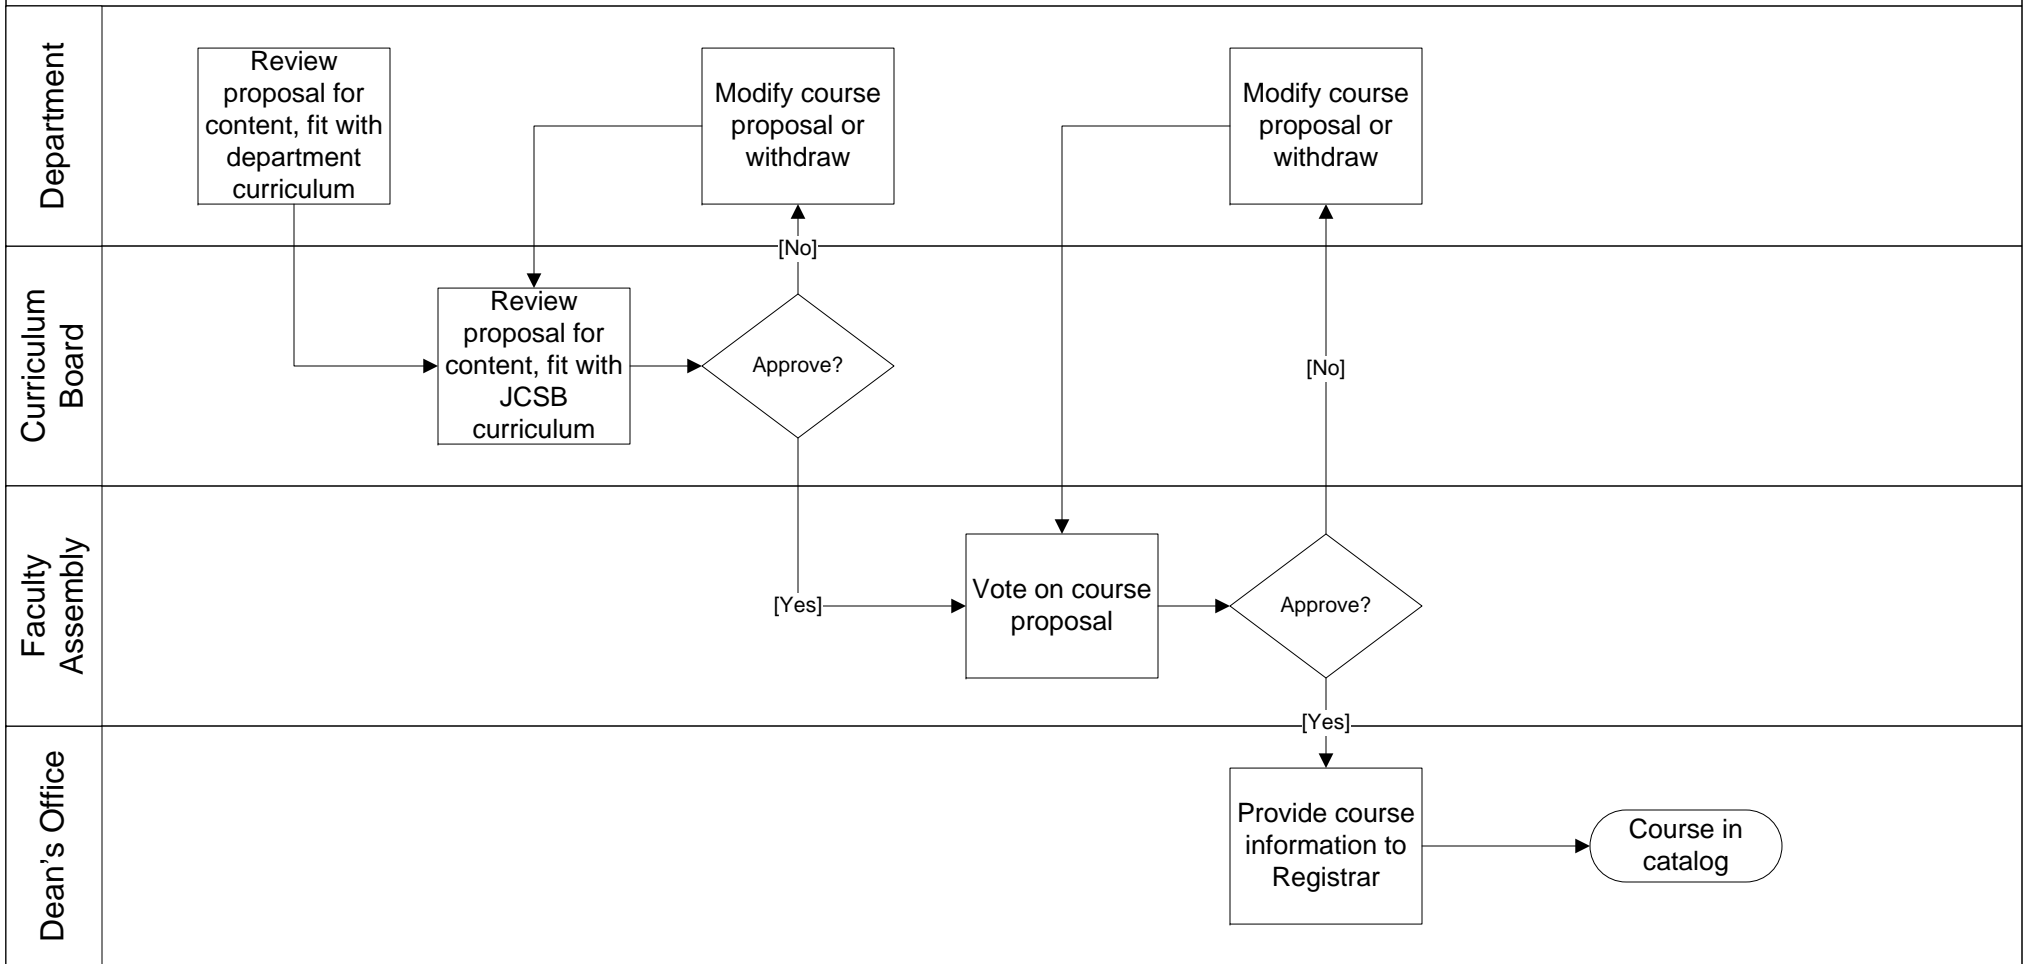 Department
Review
proposal for
content, fit with
department
curriculum
Modify course
proposal or
withdraw
Modify course
proposal or
withdraw
[No]
Curriculum
Board
Review
proposal for
content, fit with
JCSB
curriculum
Approve?
[No]
Faculty
Assembly
[Yes]
Vote on course
proposal
Approve?
[Yes]
Dean's Office
Provide course
information to
Registrar
Course in
catalog